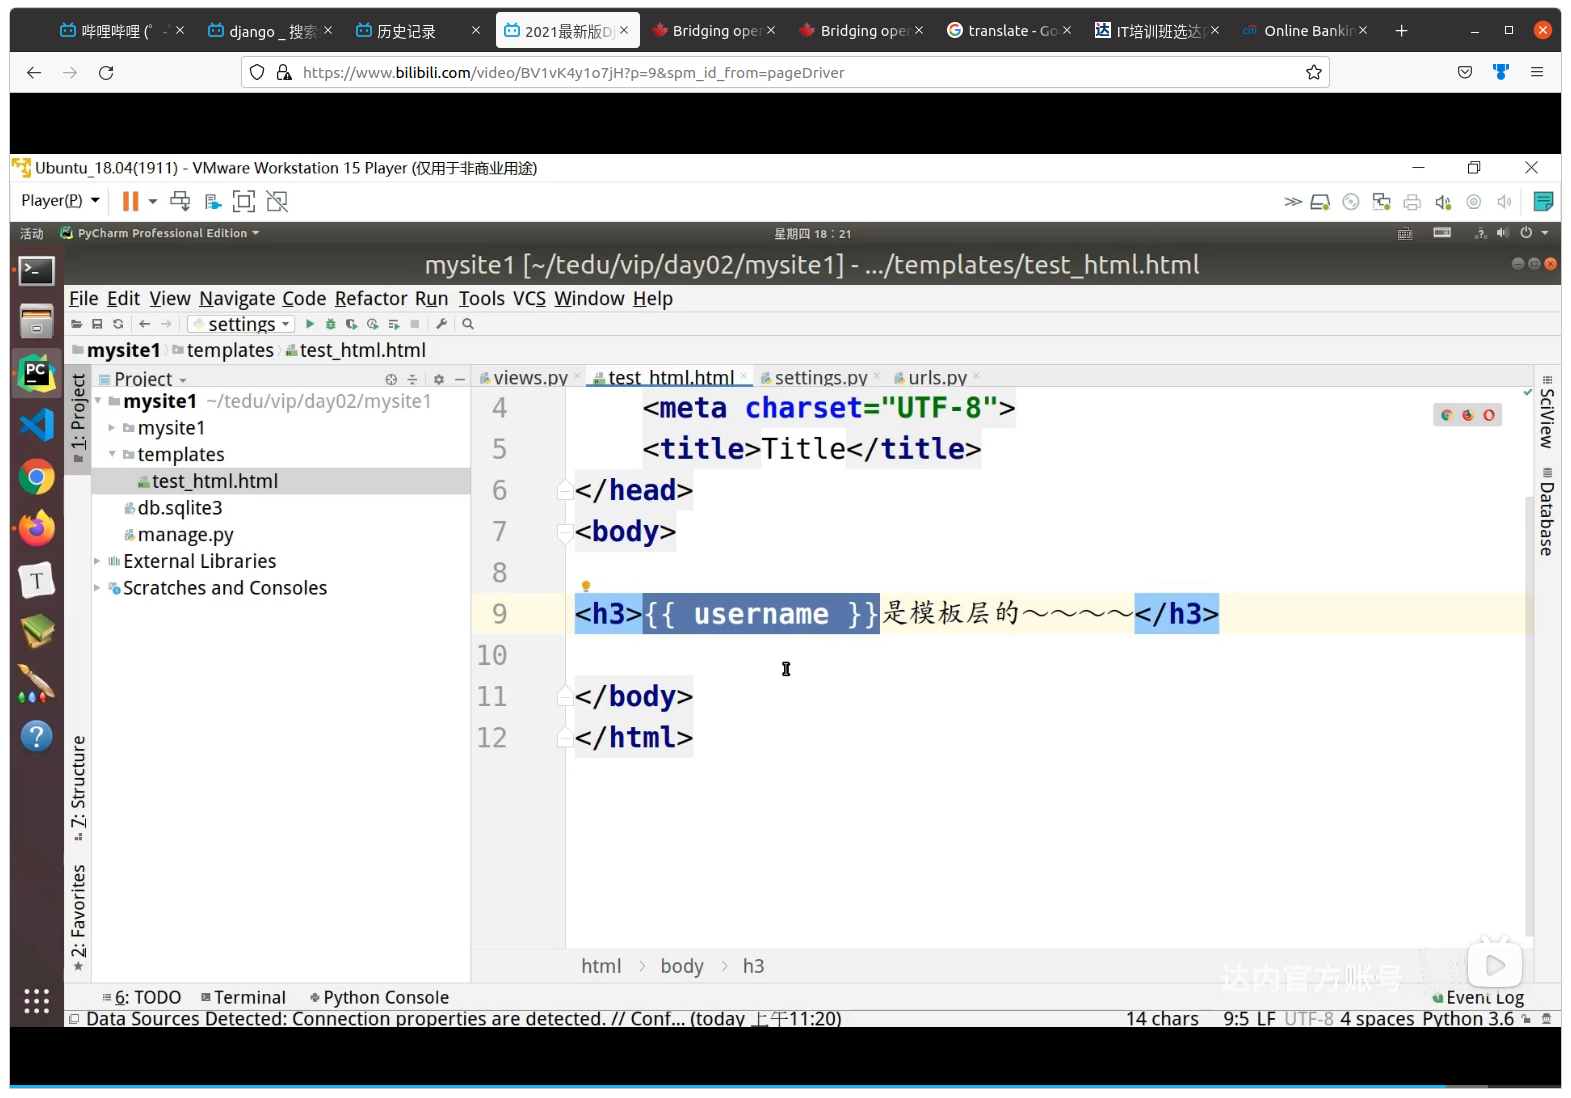 哔哩哔哩 (゜-
django _ 搜索
历史记录
2021最新版Dj
Bridging oper
Bridging oper
translate - Go
IT培训班选达内
citi Online Bankin
https://www.bilibili.com/video/BV1vK4y1o7jH?p=9&spm_id_from=pageDriver
Ubuntu_18.04(1911) - VMware Workstation 15 Player (仅用于非商业用途)
Player(P)
活动 PyCharm Professional Edition 星期四 18：21
mysite1 [~/tedu/vip/day02/mysite1] - .../templates/test_html.html
File Edit View Navigate Code Refactor Run Tools VCS Window Help
settings
mysite1 templates test_html.html
Project views.py test_html.html settings.py urls.py
1: Project
mysite1 ~/tedu/vip/day02/mysite1
mysite1
templates
test_html.html
db.sqlite3
manage.py
External Libraries
Scratches and Consoles
4 <meta charset="UTF-8">
5 <title>Title</title>
6 </head>
7 <body>
8
9 <h3>{{ username }}是模板层的～～～～</h3>
10
11 </body>
12 </html>
SciView
Database
7: Structure
2: Favorites
html body h3
达内官方账号
6: TODO Terminal Python Console Event Log
Data Sources Detected: Connection properties are detected. // Conf... (today 上午11:20) 14 chars 9:5 LF UTF-8 4 spaces Python 3.6